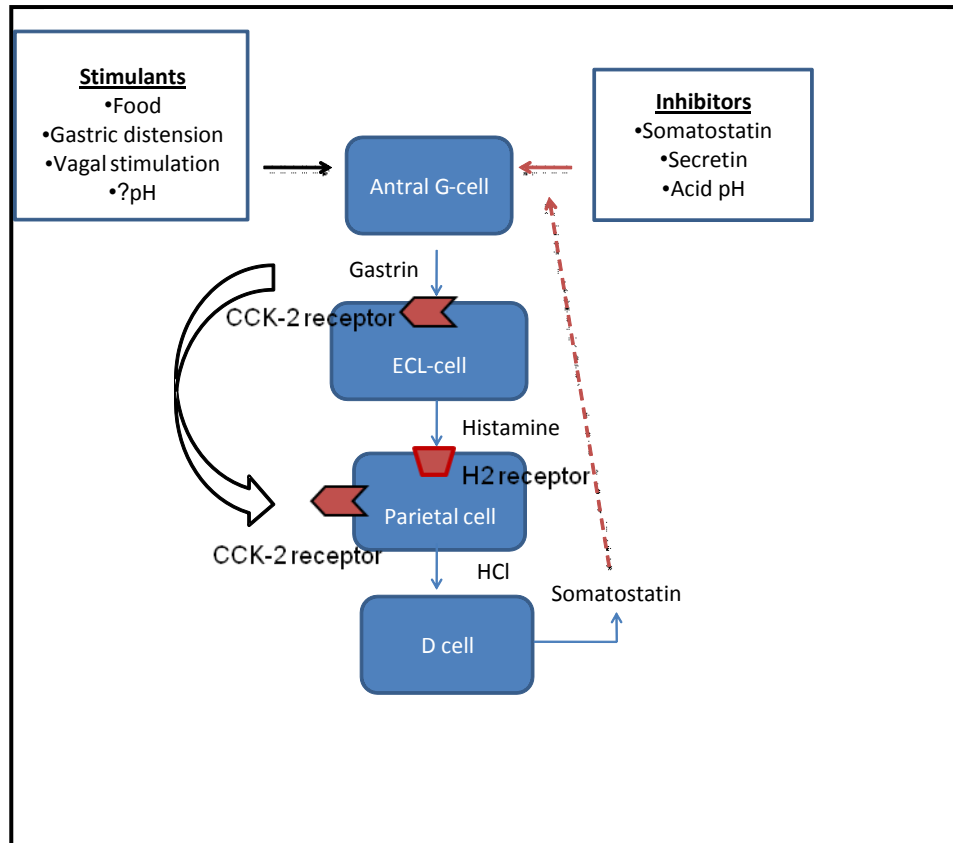 Stimulants
•Food
•Gastric distension
•Vagal stimulation
•?pH
Inhibitors
•Somatostatin
•Secretin
•Acid pH
Antral G-cell
Gastrin
CCK-2 receptor
ECL-cell
Histamine
H2 receptor
Parietal cell
CCK-2 receptor
HCl
Somatostatin
D cell